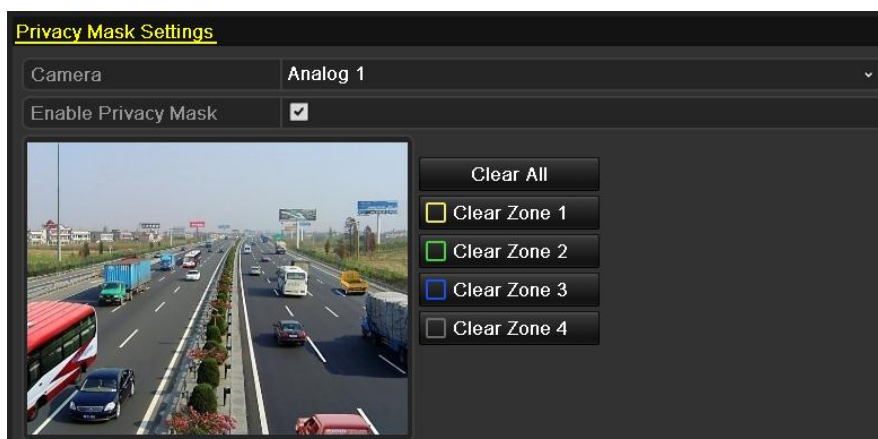 Privacy Mask Settings
Camera
Analog 1
Enable Privacy Mask
Clear All
Clear Zone 1
Clear Zone 2
Clear Zone 3
Clear Zone 4